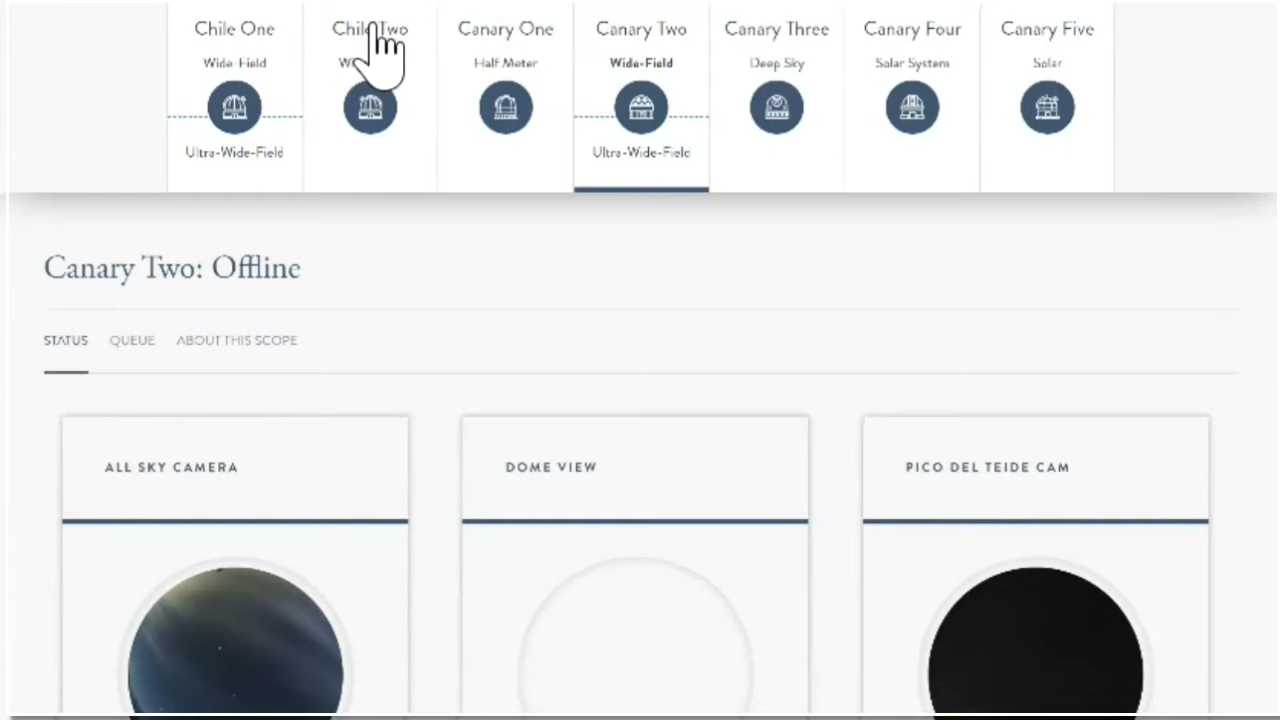 Chile One
Chile Two
Canary One
Canary Two
Canary Three
Canary Four
Canary Five
Wide-Field
Half Meter
Wide-Field
Deep Sky
Solar System
Solar
Ultra-Wide-Field
Ultra-Wide-Field
Canary Two: Offline
STATUS
QUEUE
ABOUT THIS SCOPE
ALL SKY CAMERA
DOME VIEW
PICO DEL TEIDE CAM